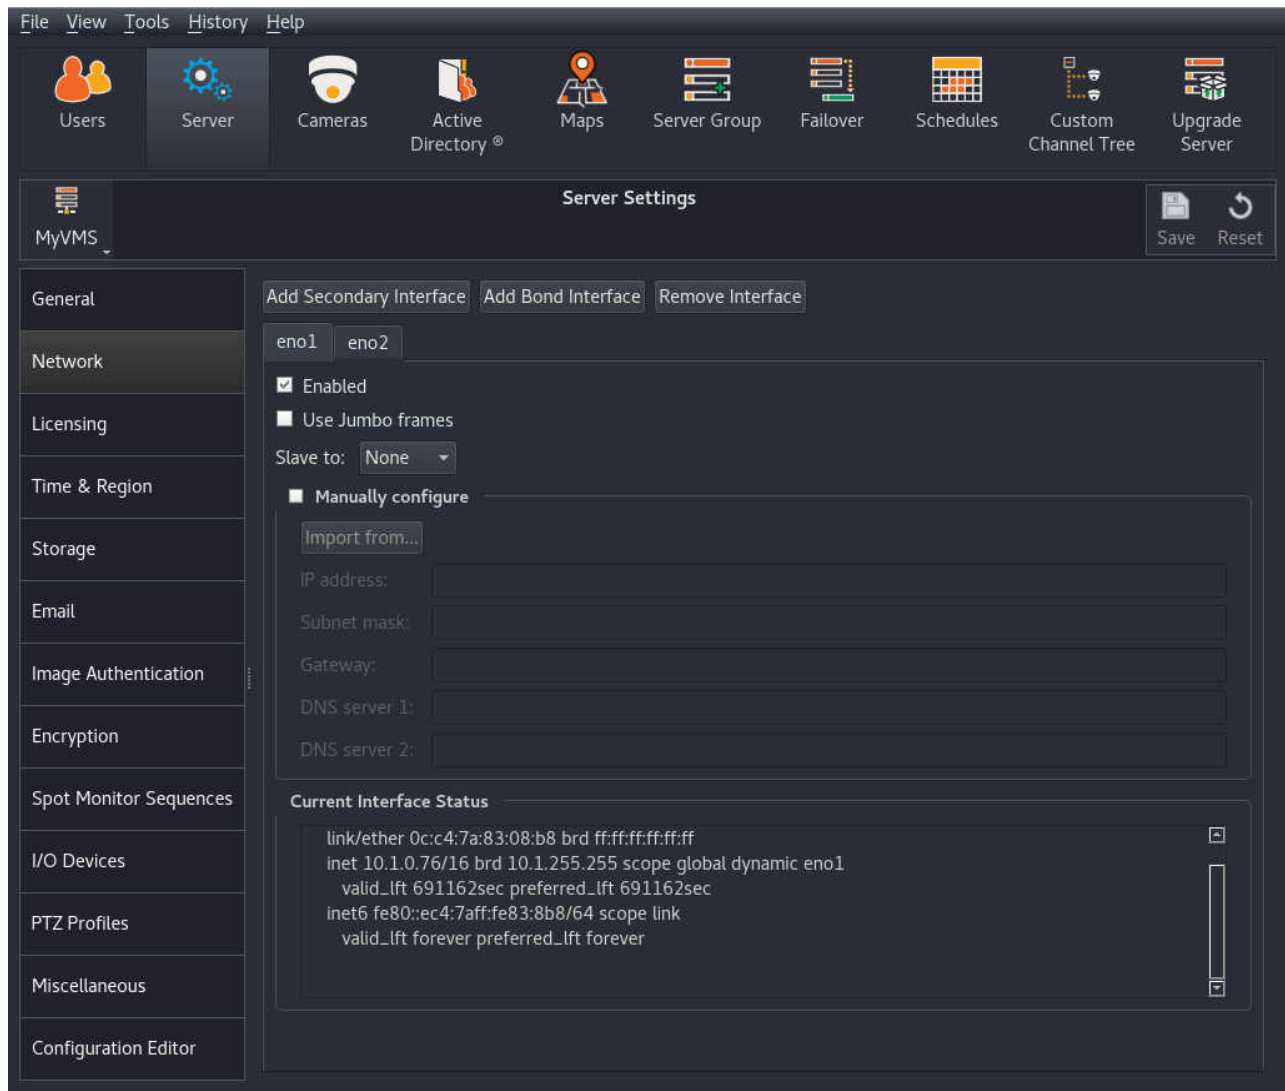 File View Tools History Help
Users
Server
Cameras
Active
Directory ®
Maps
Server Group
Failover
Schedules
Custom
Channel Tree
Upgrade
Server
MyVMS
Server Settings
Save
Reset
General
Network
Licensing
Time & Region
Storage
Email
Image Authentication
Encryption
Spot Monitor Sequences
I/O Devices
PTZ Profiles
Miscellaneous
Configuration Editor
Add Secondary Interface
Add Bond Interface
Remove Interface
eno1
eno2
Enabled
Use Jumbo frames
Slave to: None
Manually configure
Import from...
IP address:
Subnet mask:
Gateway:
DNS server 1:
DNS server 2:
Current Interface Status
link/ether 0c:c4:7a:83:08:b8 brd ff:ff:ff:ff:ff:ff
inet 10.1.0.76/16 brd 10.1.255.255 scope global dynamic eno1
valid_lft 691162sec preferred_lft 691162sec
inet6 fe80::ec4:7aff:fe83:8b8/64 scope link
valid_lft forever preferred_lft forever